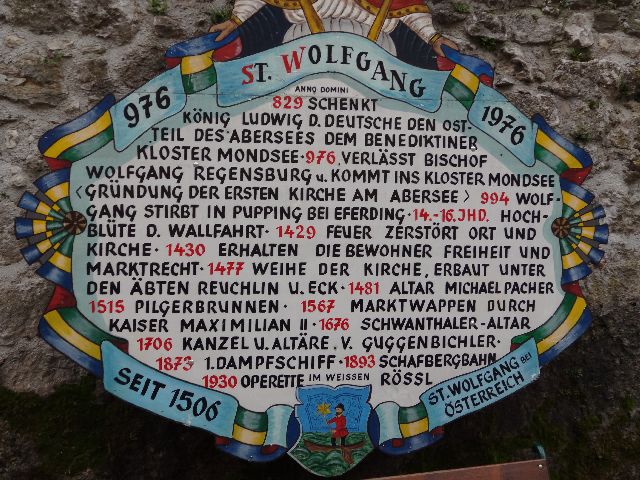 ST. WOLFGANG
976
1976
ANNO DOMINI
829 SCHENKT
KÖNIG LUDWIG D. DEUTSCHE DEN OST-
TEIL DES ABERSEES DEM BENEDIKTINER
KLOSTER MONDSEE · 976 VERLÄSST BISCHOF
WOLFGANG REGENSBURG u. KOMMT INS KLOSTER MONDSEE
<GRÜNDUNG DER ERSTEN KIRCHE AM ABERSEE> 994 WOLF-
GANG STIRBT IN PUPPING BEI EFERDING · 14.-16. JHD. HOCH-
BLÜTE D. WALLFAHRT · 1429 FEUER ZERSTÖRT ORT UND
KIRCHE · 1430 ERHALTEN DIE BEWOHNER FREIHEIT UND
MARKTRECHT · 1477 WEIHE DER KIRCHE, ERBAUT UNTER
DEN ÄBTEN REUCHLIN U. ECK · 1481 ALTAR MICHAEL PACHER
1515 PILGERBRUNNEN · 1567 MARKTWAPPEN DURCH
KAISER MAXIMILIAN II · 1676 SCHWANTHALER-ALTAR
1706 KANZEL U. ALTÄRE . V. GUGGENBICHLER ·
1873 1. DAMPFSCHIFF · 1893 SCHAFBERGBAHN
1930 OPERETTE IM WEISSEN RÖSSL
SEIT 1506
ST. WOLFGANG BEI
ÖSTERREICH